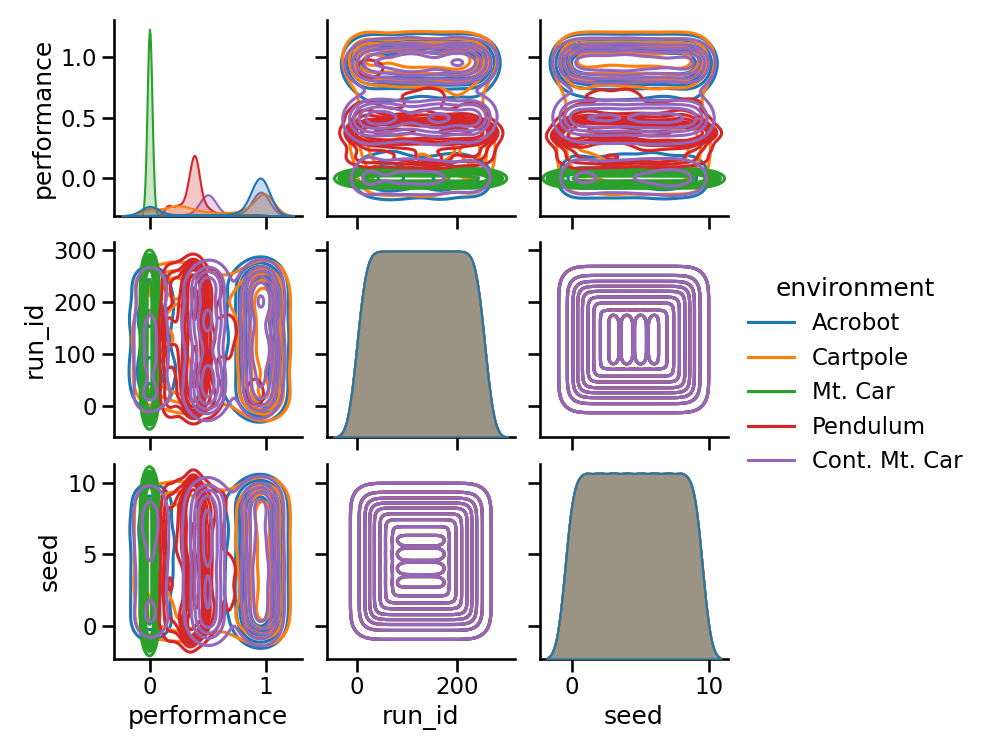 1.0
0.5
0.0
performance
300
200
100
0
run_id
10
5
0
seed
0 1
performance
0 200
run_id
0 10
seed
environment
Acrobot
Cartpole
Mt. Car
Pendulum
Cont. Mt. Car